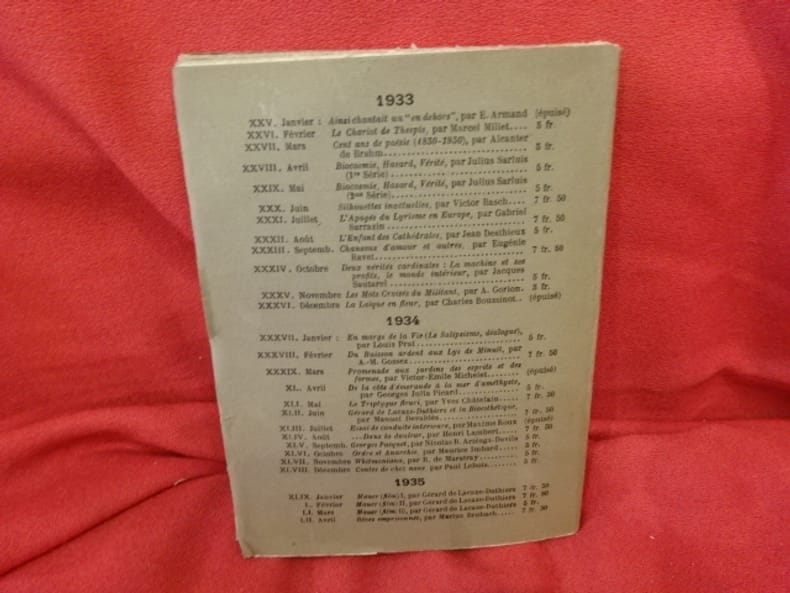 1933
XXV. Janvier : Ainsi chantait un "en dehors", par E. Armand (épuisé)
XXVI. Février Le Chariot de Thespis, par Marcel Millet.... 5 fr.
XXVII. Mars Cent ans de poésie (1830-1930), par Alcanter
de Brahm.......................... 5 fr.
XXVIII. Avril Biocosmie, Hasard, Vérité, par Julius Sarluis
(1re Série)........................ 5 fr.
XXIX. Mai Biocosmie, Hasard, Vérité, par Julius Sarluis
(2me Série)........................ 5 fr.
XXX. Juin Silhouettes inactuelles, par Victor Basch.... 7 fr. 50
XXXI. Juillet L'Apogée du Lyrisme en Europe, par Gabriel
Sarrazin.......................... 7 fr. 50
XXXII. Août L'Enfant des Cathédrales, par Jean Desthieux 5 fr.
XXXIII. Septemb. Chansons d'amour et autres, par Eugénie
Ravet............................. 7 fr. 50
XXXIV. Octobre Deux vérités cardinales : La machine et ses
profits, le monde intérieur, par Jacques
Sautarel.......................... 5 fr.
XXXV. Novembre Les Mots Croisés du Militant, par A. Gorion. 5 fr.
XXXVI. Décembre La Laïque en fleur, par Charles Boussinot.. (épuisé)
1934
XXXVII. Janvier : En marge de la Vie (Le Solipsisme, dialogue),
par Louis Prat.................... 5 fr.
XXXVIII. Février Du Buisson ardent aux Lys de Minuit, par
A.-M. Gossez...................... 7 fr. 50
XXXIX. Mars Promenade aux jardins des esprits et des
formes, par Victor-Emile Michelet........ (épuisé)
XL. Avril De la côte d'émeraude à la mer d'améthyste,
par Georges Julia Picard.............. 5 fr.
XLI. Mai Le Triptyque fleuri, par Yves Châtelain..... 7 fr. 50
XLII. Juin Gérard de Lacaze-Duthiers et la Biocothèque,
par Manuel Devaldès................. 7 fr. 50
XLIII. Juillet Essai de conduite intérieure, par Maxime Roux (épuisé)
XLIV. Août ...Dans la douleur, par Henri Lambert..... 7 fr. 50
XLV. Septemb. Georges Pasquet, par Nicolas R. Artéaga-Davila 5 fr.
XLVI. Octobre Ordre et Anarchie, par Maurice Imbard..... 5 fr.
XLVII. Novembre Whitmaniana, par R. de Maratray......... 5 fr.
XLVIII. Décembre Contes de chez nous, par Paul Lebois...... 5 fr.
1935
XLIX. Janvier Mauer (film) I, par Gérard de Lacaze-Duthiers 7 fr. 50
L. Février Mauer (film) II, par Gérard de Lacaze-Duthiers 7 fr. 50
LI. Mars Mauer (film) III, par Gérard de Lacaze-Duthiers 5 fr.
LII. Avril Rêves emprisonnés, par Marius 7 fr. 50